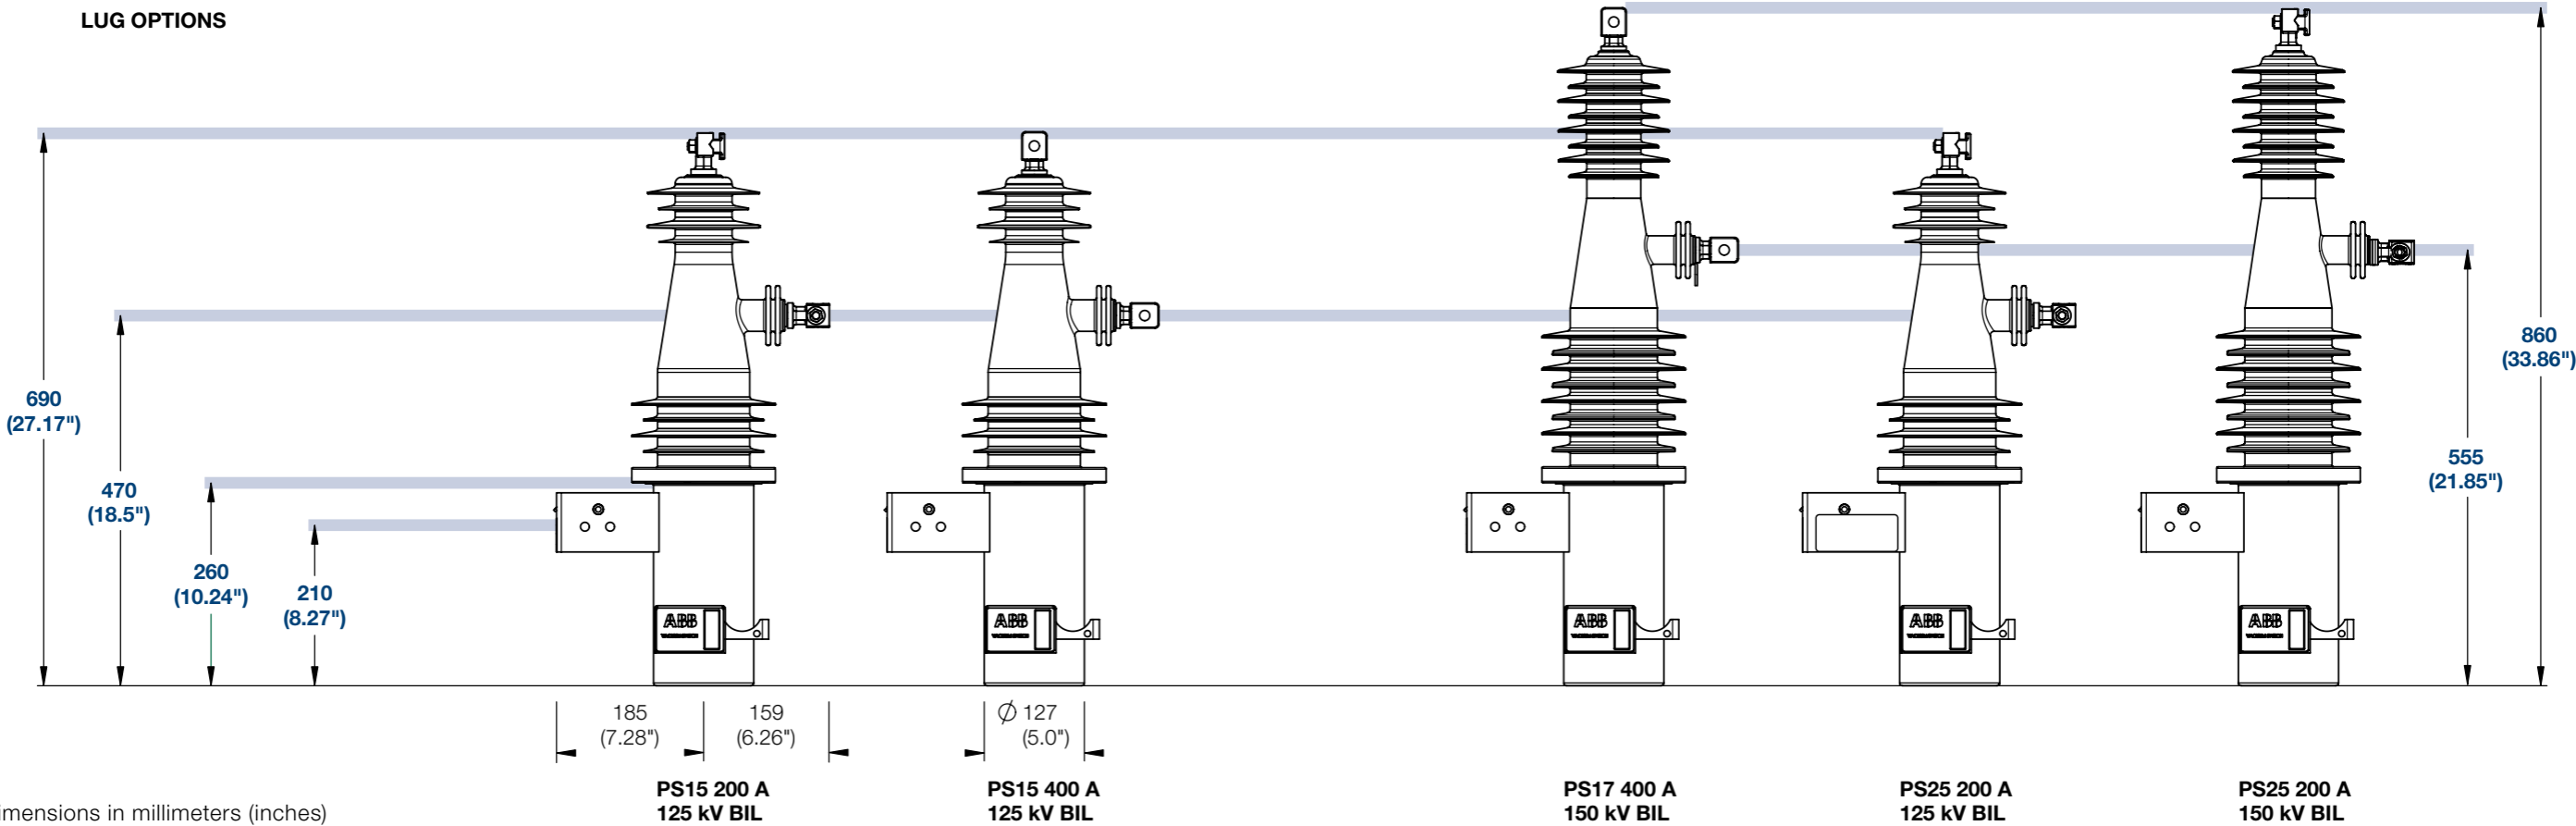 LUG OPTIONS
690
(27.17")
470
(18.5")
260
(10.24")
210
(8.27")
860
(33.86")
555
(21.85")
ABB
ABB
ABB
ABB
ABB
185
(7.28")
159
(6.26")
∅ 127
(5.0")
PS15 200 A
125 kV BIL
PS15 400 A
125 kV BIL
PS17 400 A
150 kV BIL
PS25 200 A
125 kV BIL
PS25 200 A
150 kV BIL
imensions in millimeters (inches)